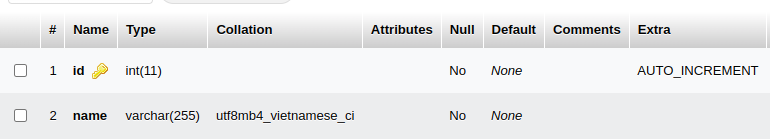 # Name Type Collation Attributes Null Default Comments Extra
1 id int(11) No None AUTO_INCREMENT
2 name varchar(255) utf8mb4_vietnamese_ci No None